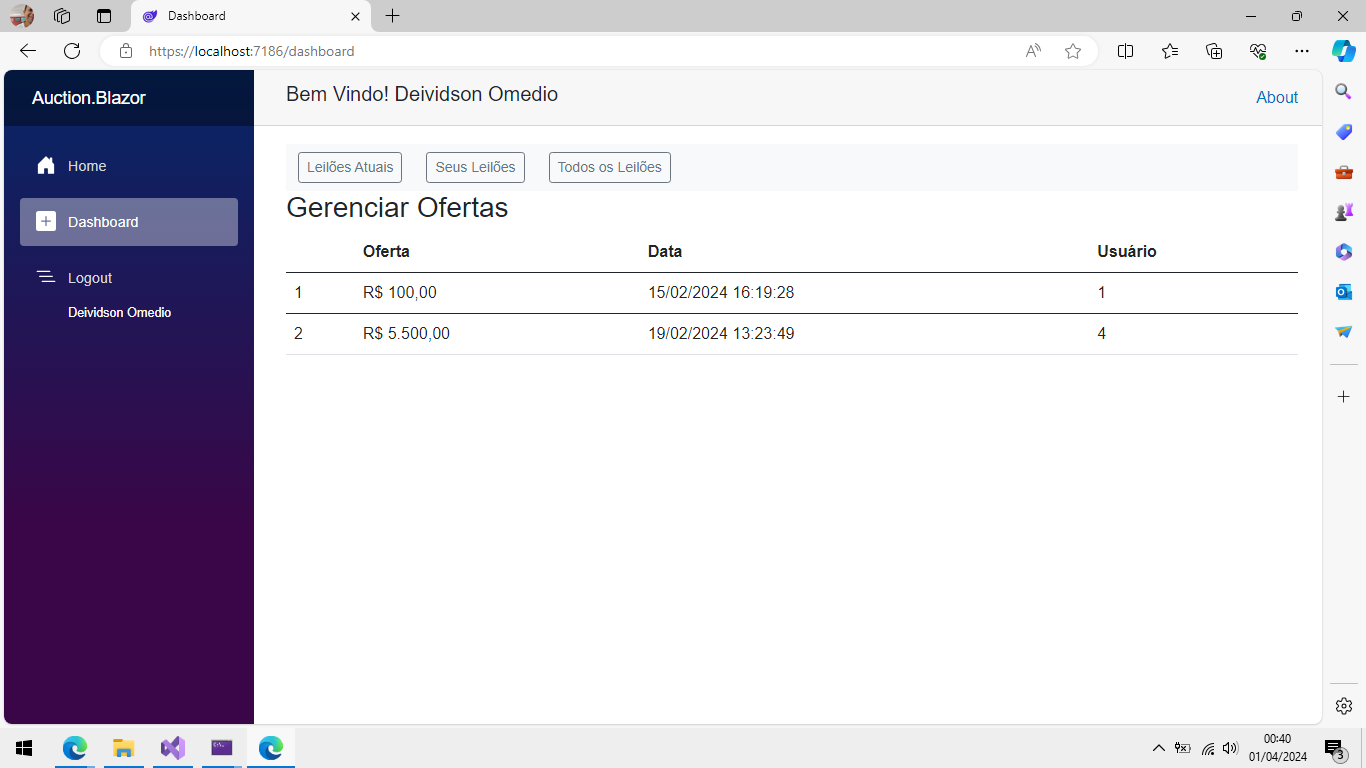 Dashboard
https://localhost:7186/dashboard
Auction.Blazor
Bem Vindo! Deividson Omedio
About
Home
Dashboard
Logout
Deividson Omedio
Leilões Atuais Seus Leilões Todos os Leilões
Gerenciar Ofertas
Oferta Data Usuário
1 R$ 100,00 15/02/2024 16:19:28 1
2 R$ 5.500,00 19/02/2024 13:23:49 4
00:40
01/04/2024
3